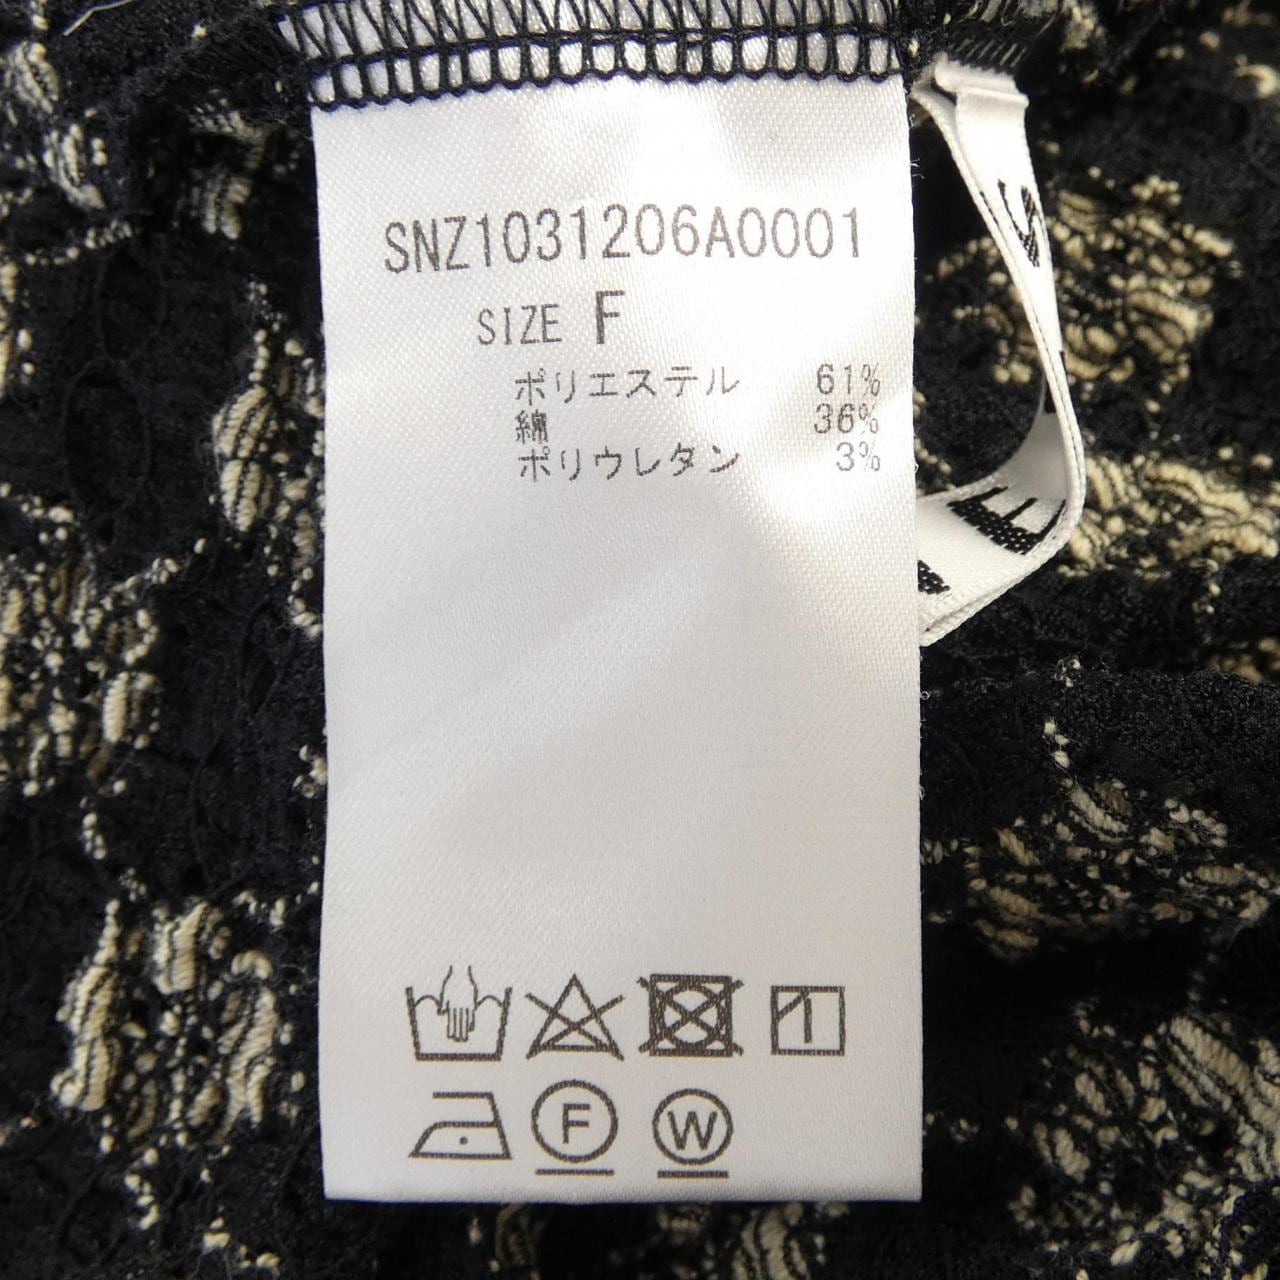 SNZ1031206A0001
SIZE F
ポリエステル 61%
綿 36%
ポリウレタン 3%
F W